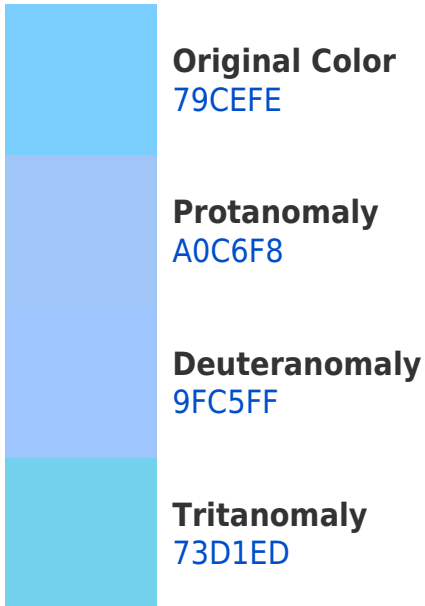 Original Color
79CEFE
Protanomaly
A0C6F8
Deuteranomaly
9FC5FF
Tritanomaly
73D1ED